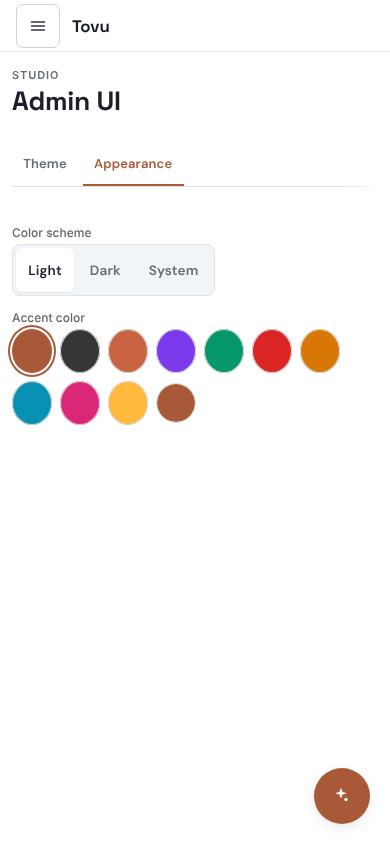 Tovu
STUDIO
Admin UI
Theme Appearance
Color scheme
Light Dark System
Accent color